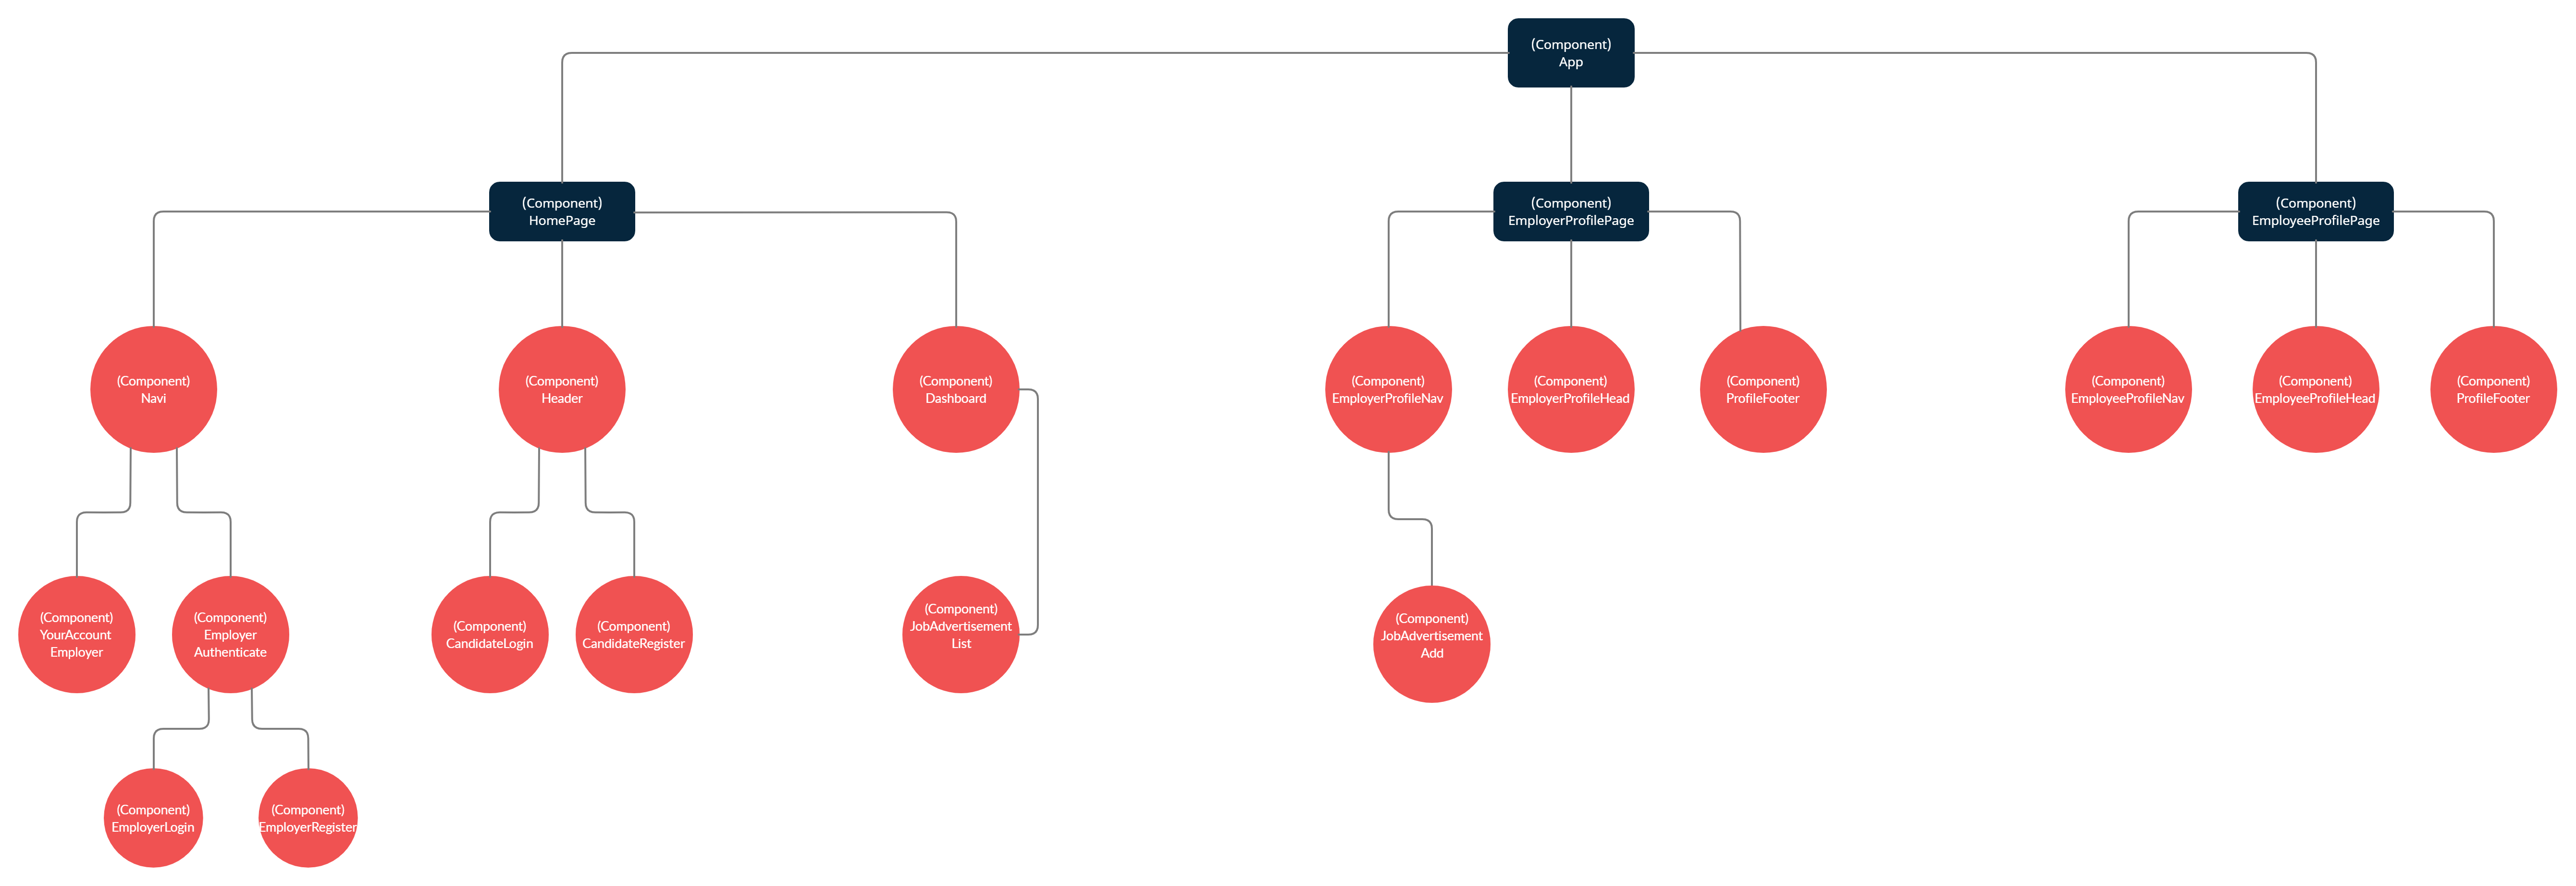 (Component)
App
(Component)
HomePage
(Component)
EmployerProfilePage
(Component)
EmployeeProfilePage
(Component)
Navi
(Component)
Header
(Component)
Dashboard
(Component)
EmployerProfileNav
(Component)
EmployerProfileHead
(Component)
ProfileFooter
(Component)
EmployeeProfileNav
(Component)
EmployeeProfileHead
(Component)
ProfileFooter
(Component)
YourAccount
Employer
(Component)
Employer
Authenticate
(Component)
CandidateLogin
(Component)
CandidateRegister
(Component)
JobAdvertisement
List
(Component)
JobAdvertisement
Add
(Component)
EmployerLogin
(Component)
EmployerRegister